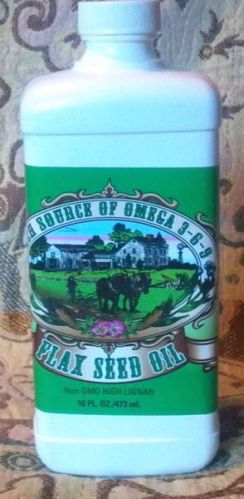 A SOURCE OF OMEGA 3-6-9
FLAX SEED OIL
Non GMO HIGH LIGNAN
16 FL. OZ./473 ml.